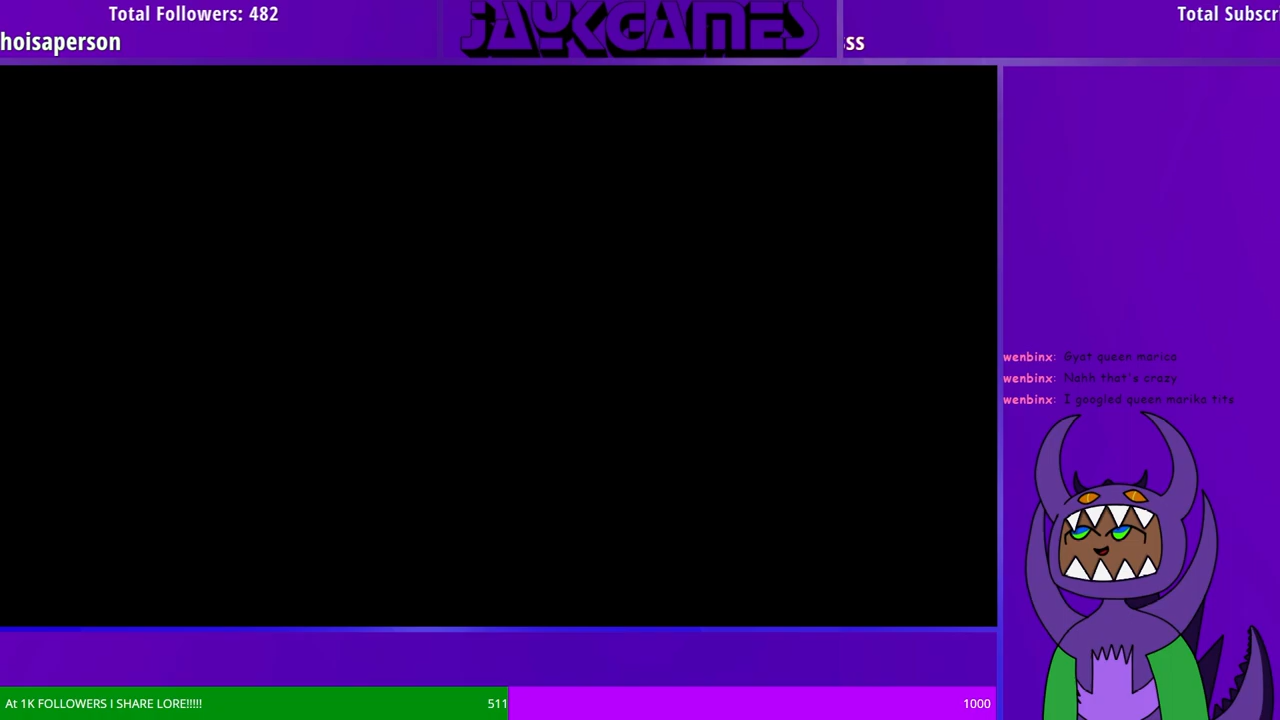 Total Followers: 482
hoisaperson
JAYKGAMES
Total Subscr
sss
wenbinx: Gyat queen marica
wenbinx: Nahh that's crazy
wenbinx: I googled queen marika tits
At 1K FOLLOWERS I SHARE LORE!!!!!
511
1000